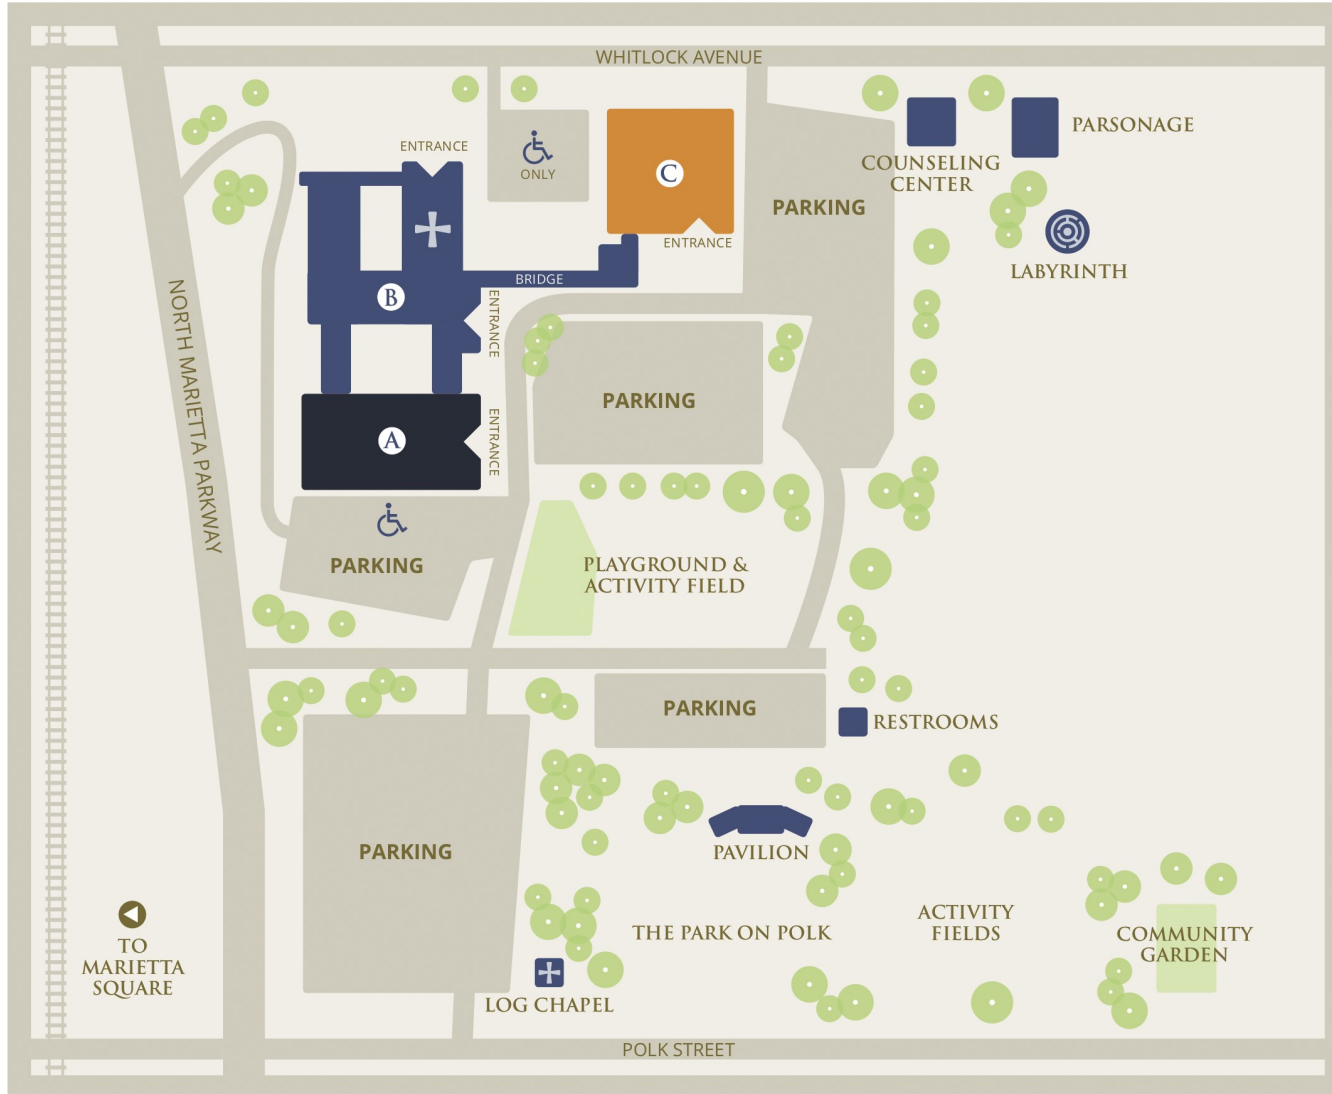 WHITLOCK AVENUE
ENTRANCE
ONLY
C
ENTRANCE
PARKING
COUNSELING
CENTER
PARSONAGE
LABYRINTH
BRIDGE
B
ENTRANCE
NORTH MARIETTA PARKWAY
PARKING
A
ENTRANCE
PARKING
PLAYGROUND &
ACTIVITY FIELD
PARKING
RESTROOMS
PARKING
PAVILION
TO
MARIETTA
SQUARE
THE PARK ON POLK
ACTIVITY
FIELDS
COMMUNITY
GARDEN
LOG CHAPEL
POLK STREET